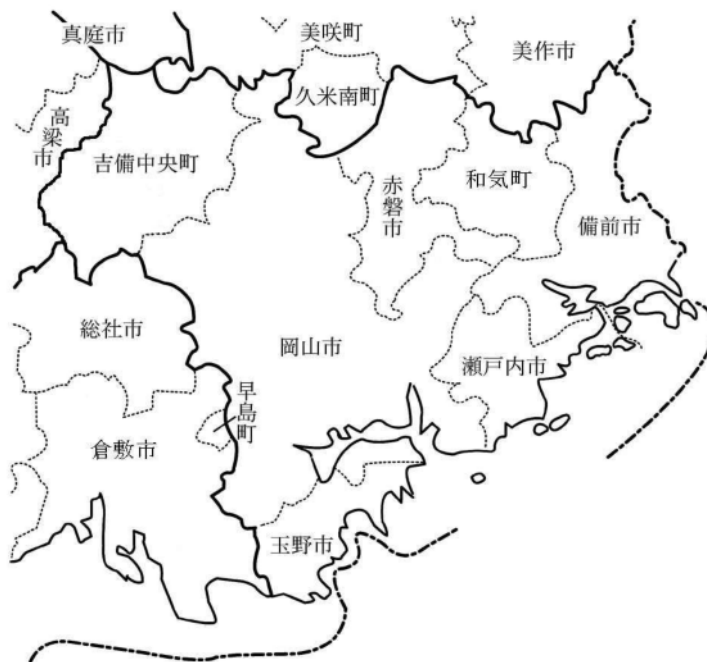 真庭市
美咲町
美作市
久米南町
高梁市
吉備中央町
赤磐市
和気町
備前市
総社市
岡山市
瀬戸内市
早島町
倉敷市
玉野市